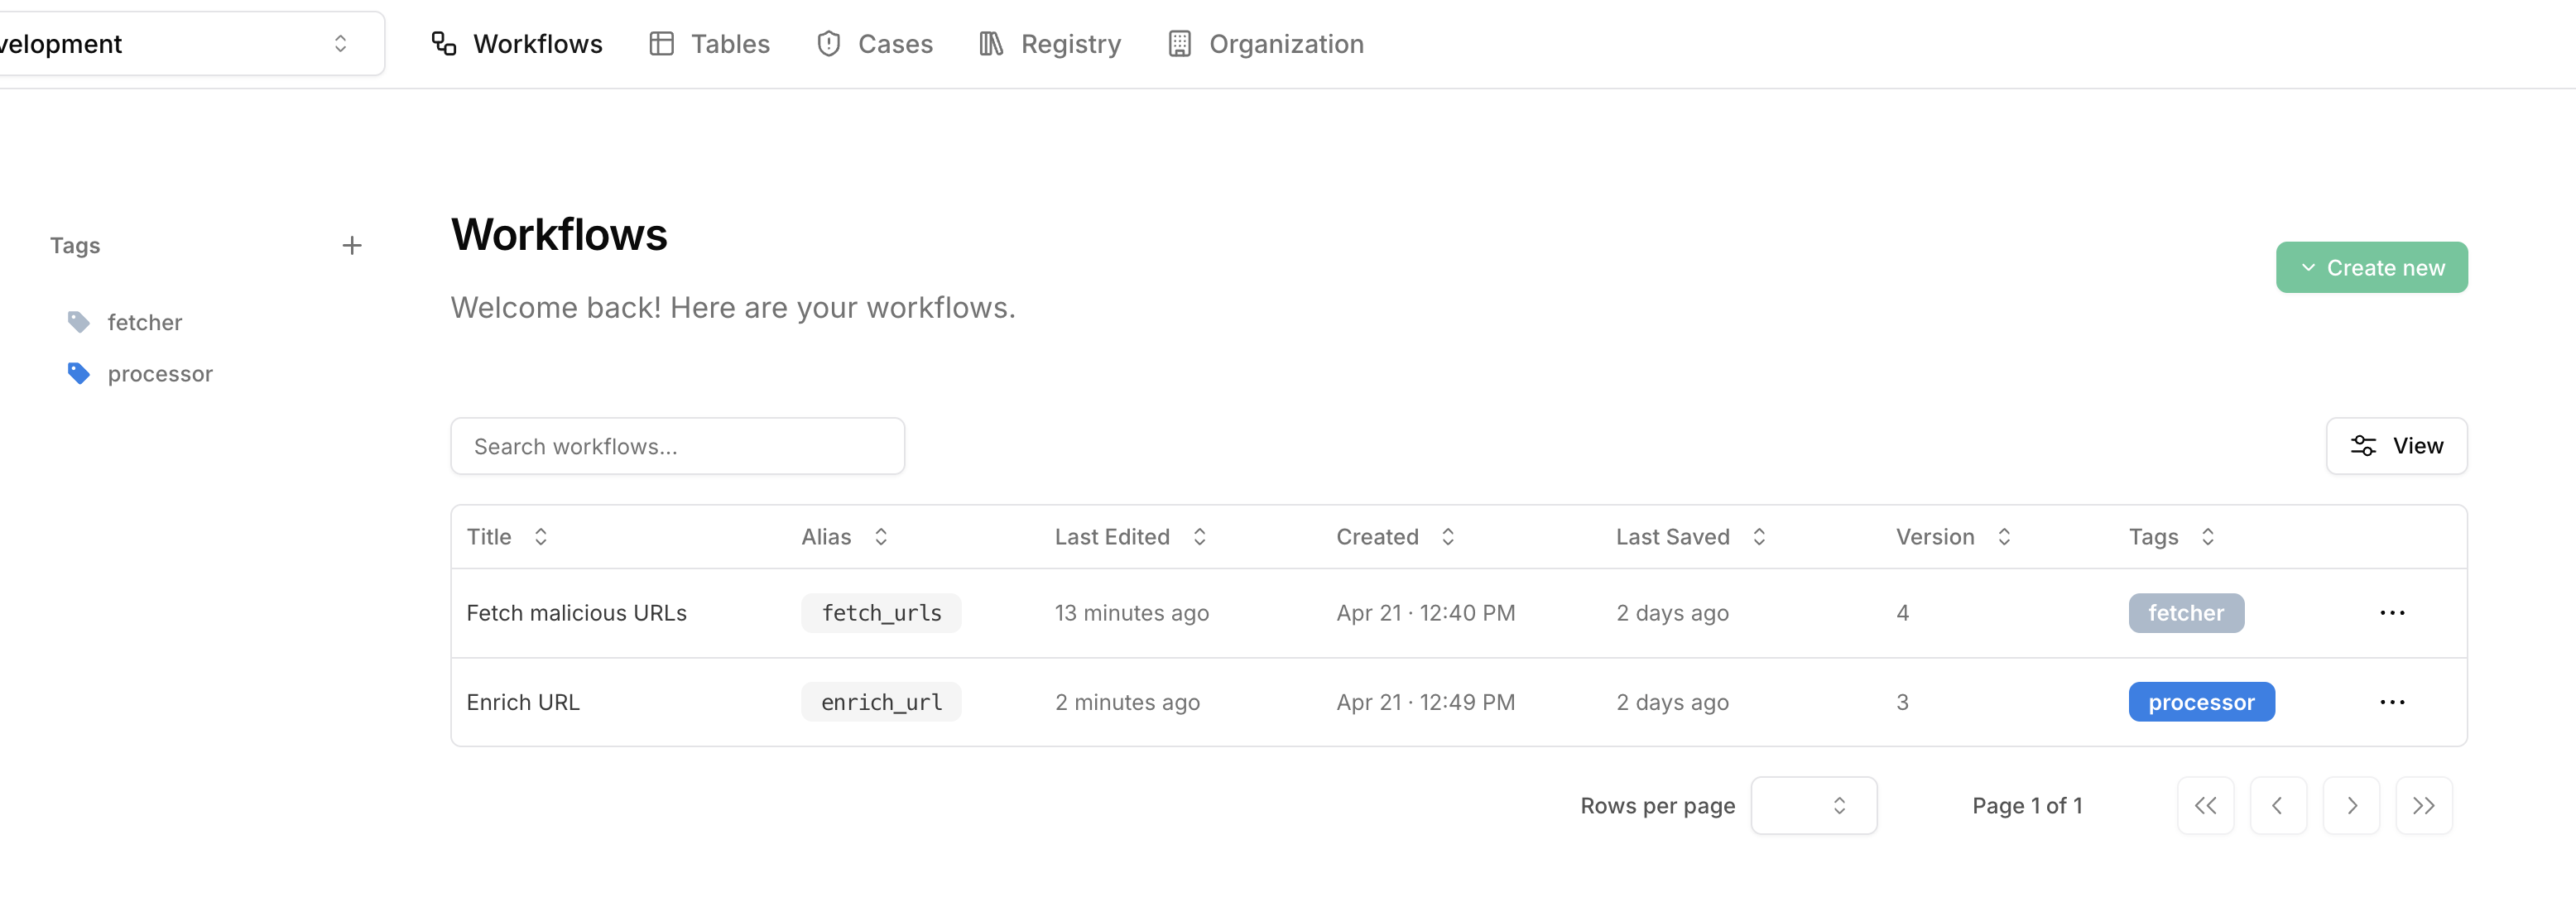 velopment
Workflows
Tables
Cases
Registry
Organization
Tags
fetcher
processor
Workflows
Welcome back! Here are your workflows.
Create new
Search workflows...
View
Title Alias Last Edited Created Last Saved Version Tags
Fetch malicious URLs fetch_urls 13 minutes ago Apr 21 · 12:40 PM 2 days ago 4 fetcher
Enrich URL enrich_url 2 minutes ago Apr 21 · 12:49 PM 2 days ago 3 processor
Rows per page Page 1 of 1